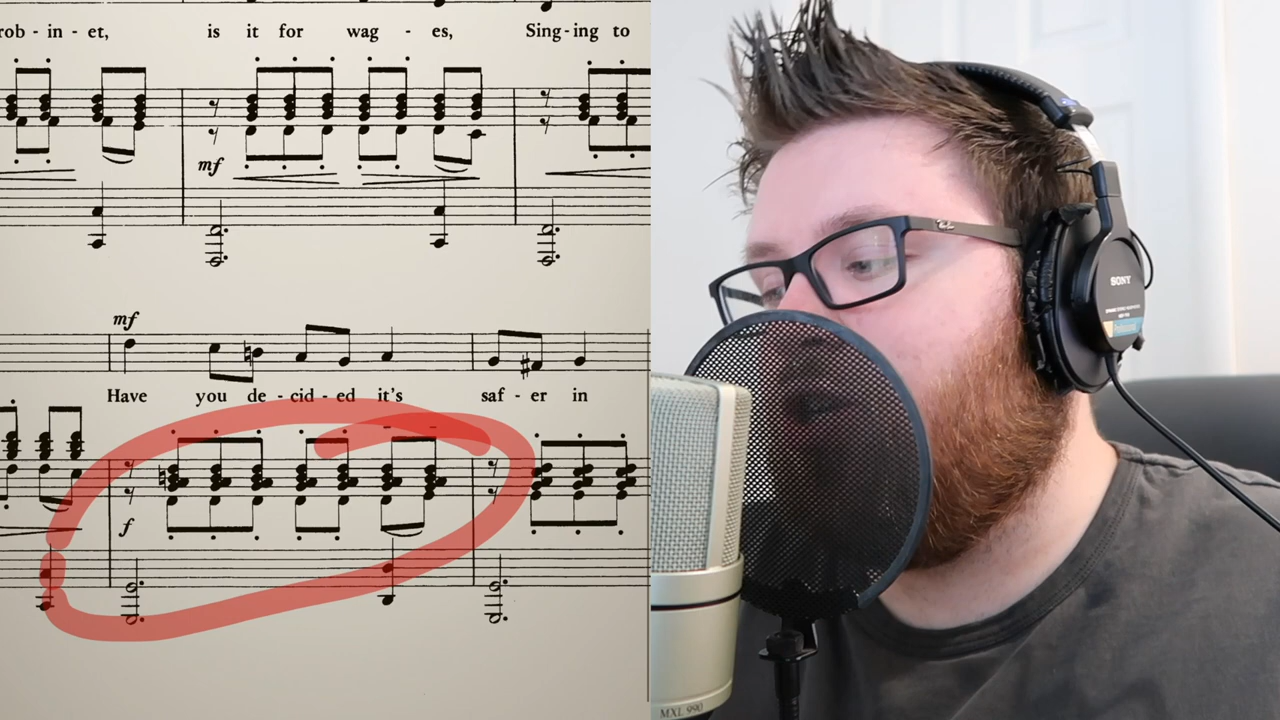 rob - in - et, is it for wag - es, Sing - ing to
mf
mf
Have you de - cid - ed it's saf - er in
f
SONY
MXL 990